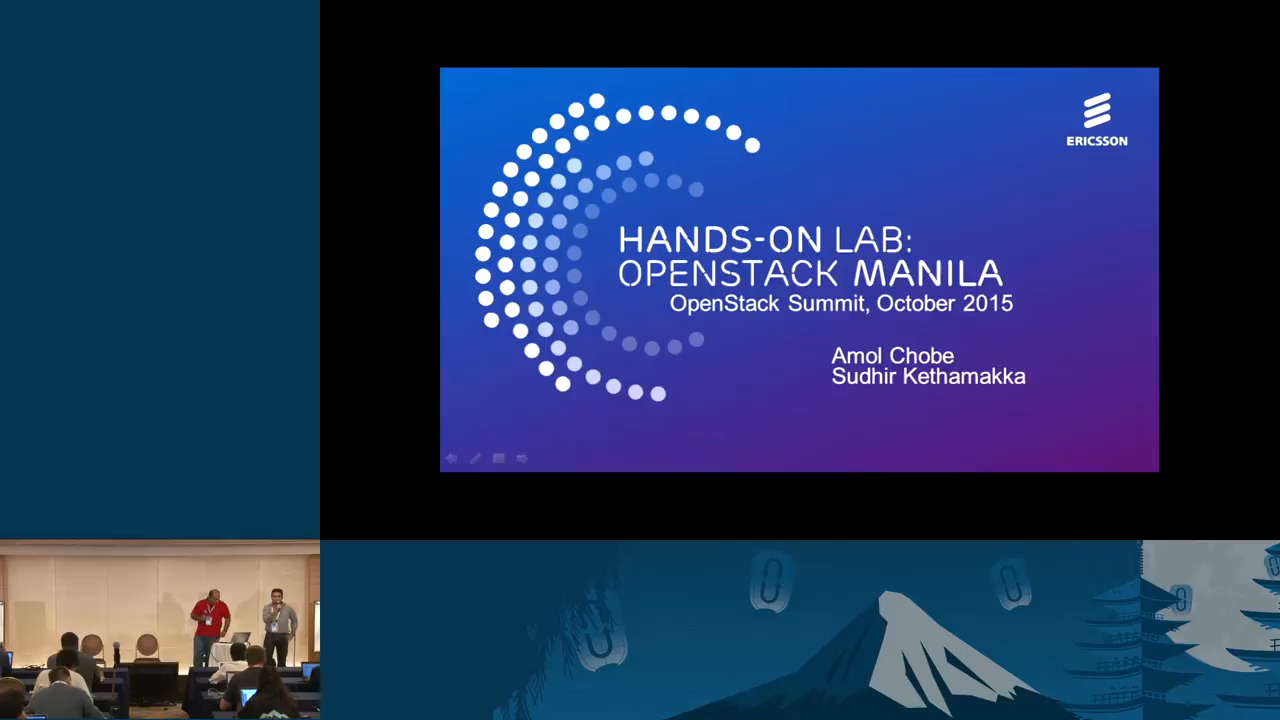 ERICSSON
HANDS-ON LAB:
OPENSTACK MANILA
OpenStack Summit, October 2015
Amol Chobe
Sudhir Kethamakka